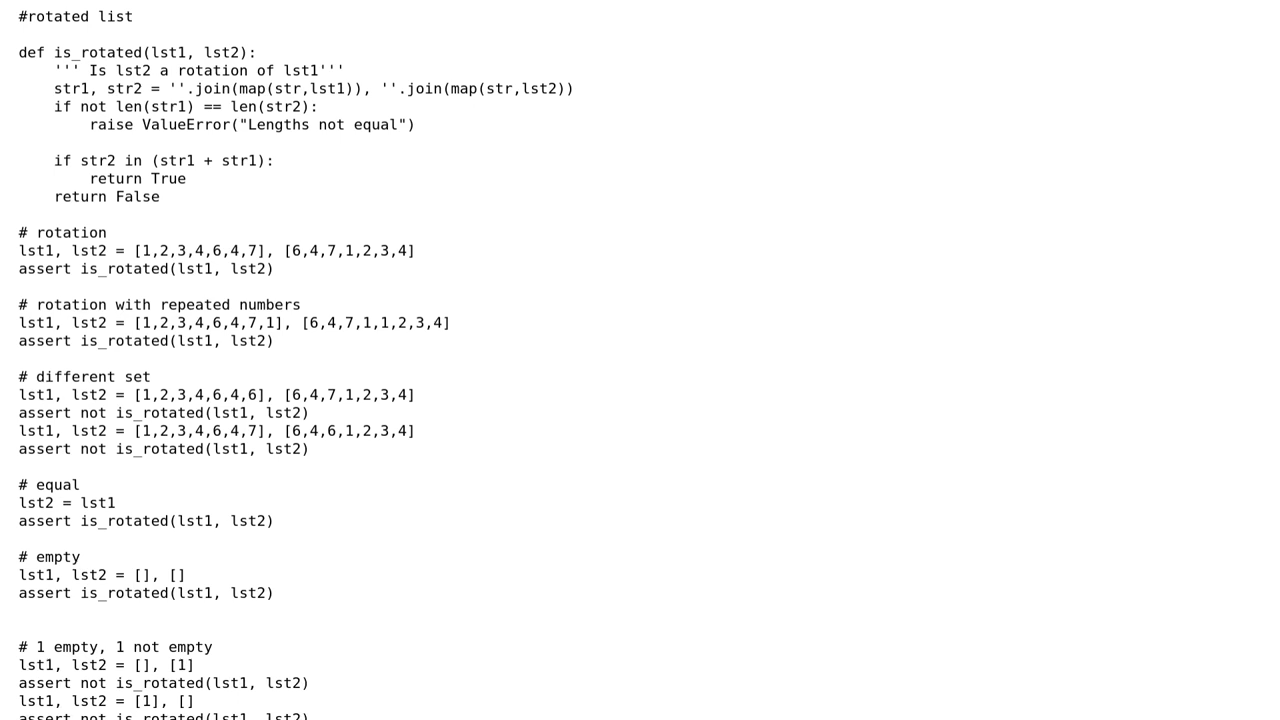 #rotated list
def is_rotated(lst1, lst2):
    ''' Is lst2 a rotation of lst1'''
    str1, str2 = ''.join(map(str,lst1)), ''.join(map(str,lst2))
    if not len(str1) == len(str2):
        raise ValueError("Lengths not equal")
    if str2 in (str1 + str1):
        return True
    return False
# rotation
lst1, lst2 = [1,2,3,4,6,4,7], [6,4,7,1,2,3,4]
assert is_rotated(lst1, lst2)
# rotation with repeated numbers
lst1, lst2 = [1,2,3,4,6,4,7,1], [6,4,7,1,1,2,3,4]
assert is_rotated(lst1, lst2)
# different set
lst1, lst2 = [1,2,3,4,6,4,6], [6,4,7,1,2,3,4]
assert not is_rotated(lst1, lst2)
lst1, lst2 = [1,2,3,4,6,4,7], [6,4,6,1,2,3,4]
assert not is_rotated(lst1, lst2)
# equal
lst2 = lst1
assert is_rotated(lst1, lst2)
# empty
lst1, lst2 = [], []
assert is_rotated(lst1, lst2)
# 1 empty, 1 not empty
lst1, lst2 = [], [1]
assert not is_rotated(lst1, lst2)
lst1, lst2 = [1], []
assert not is_rotated(lst1, lst2)